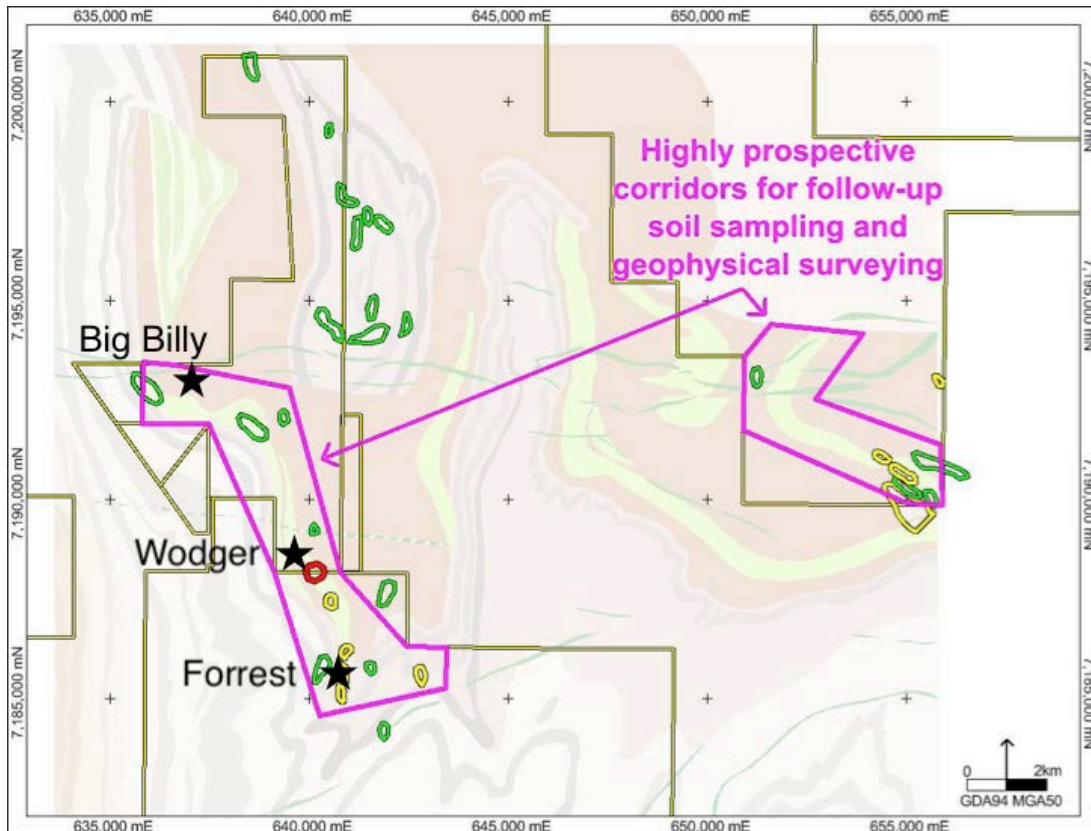 635,000 mE 640,000 mE 645,000 mE 650,000 mE 655,000 mE
7,200,000 mN
7,200,000 mN
Highly prospective
corridors for follow-up
soil sampling and
geophysical surveying
7,195,000 mN
7,195,000 mN
Big Billy
7,190,000 mN
7,190,000 mN
Wodger
Forrest
7,185,000 mN
7,185,000 mN
0 2km
GDA94 MGA50
635,000 mE 640,000 mE 645,000 mE 650,000 mE 655,000 mE